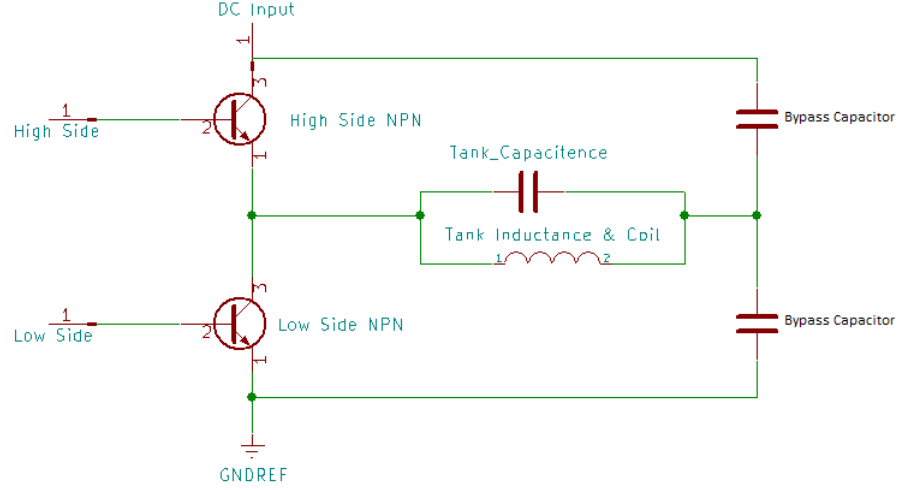 DC Input
1
3
1
High Side
2
High Side NPN
1
Bypass Capacitor
Tank_Capacitence
Tank Inductance & Coil
1
2
3
1
Low Side
2
Low Side NPN
1
Bypass Capacitor
GNDREF